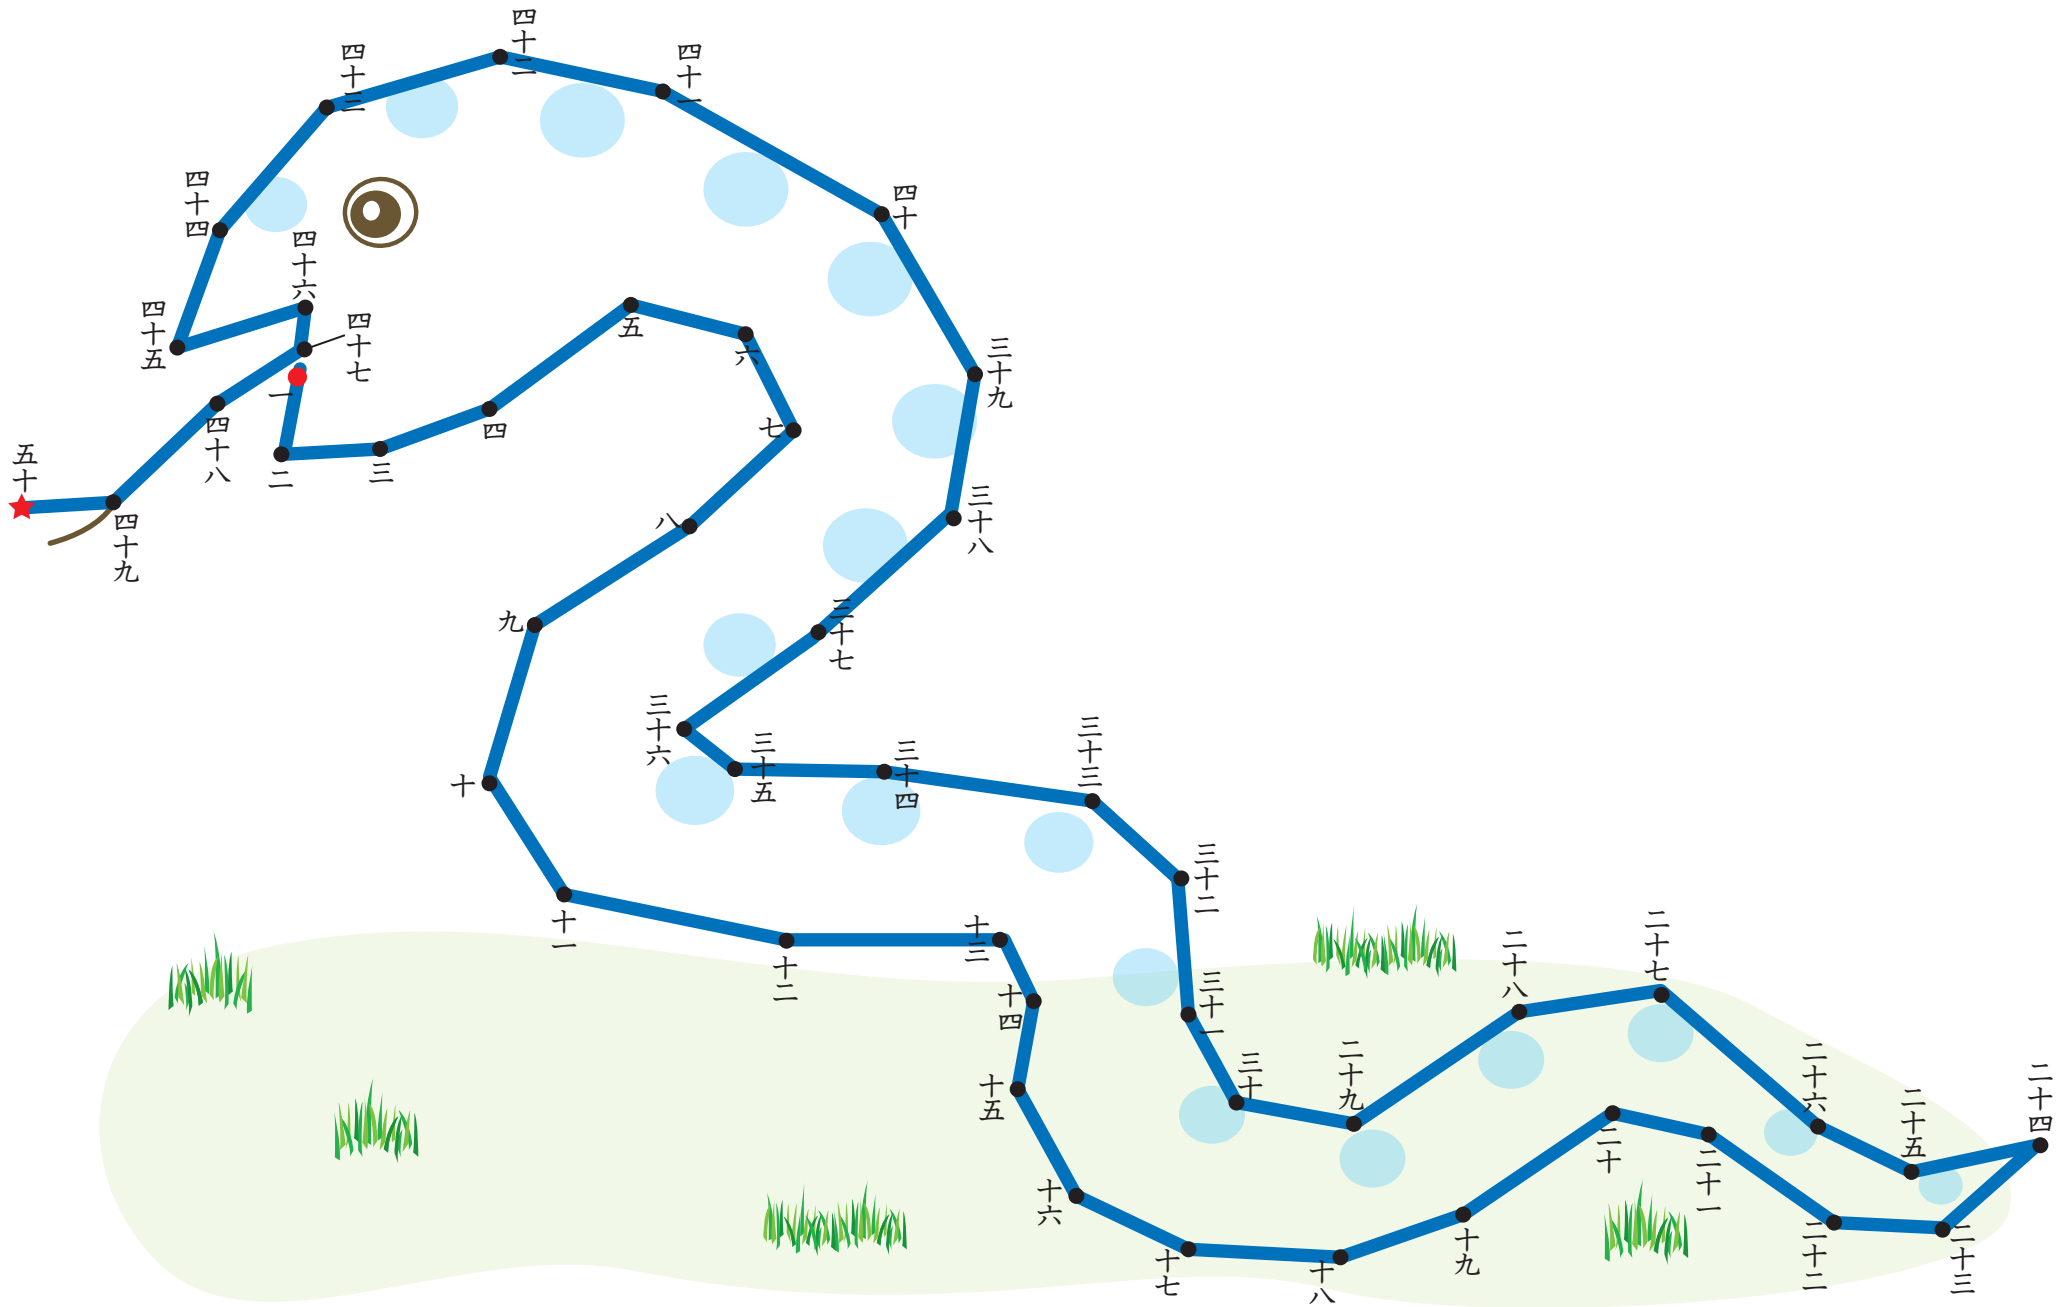 一
二
三
四
五
六
七
八
九
十
十一
十二
十三
十四
十五
十六
十七
十八
十九
二十
二十一
二十二
二十三
二十四
二十五
二十六
二十七
二十八
二十九
三十
三十一
三十二
三十三
三十四
三十五
三十六
三十七
三十八
三十九
四十
四十一
四十二
四十三
四十四
四十五
四十六
四十七
四十八
四十九
五十